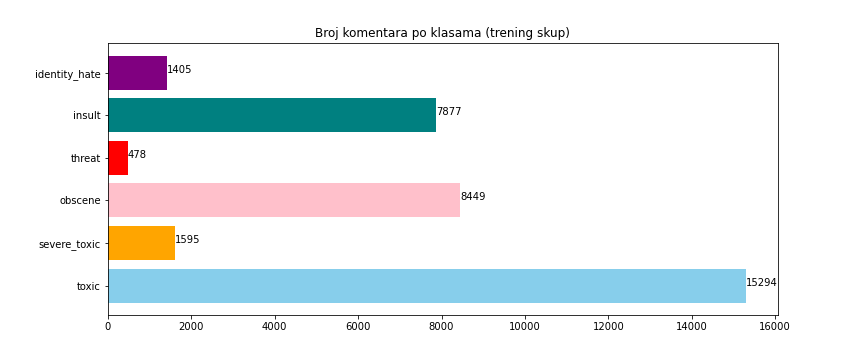 Broj komentara po klasama (trening skup)
identity_hate 1405
insult 7877
threat 478
obscene 8449
severe_toxic 1595
toxic 15294
0 2000 4000 6000 8000 10000 12000 14000 16000